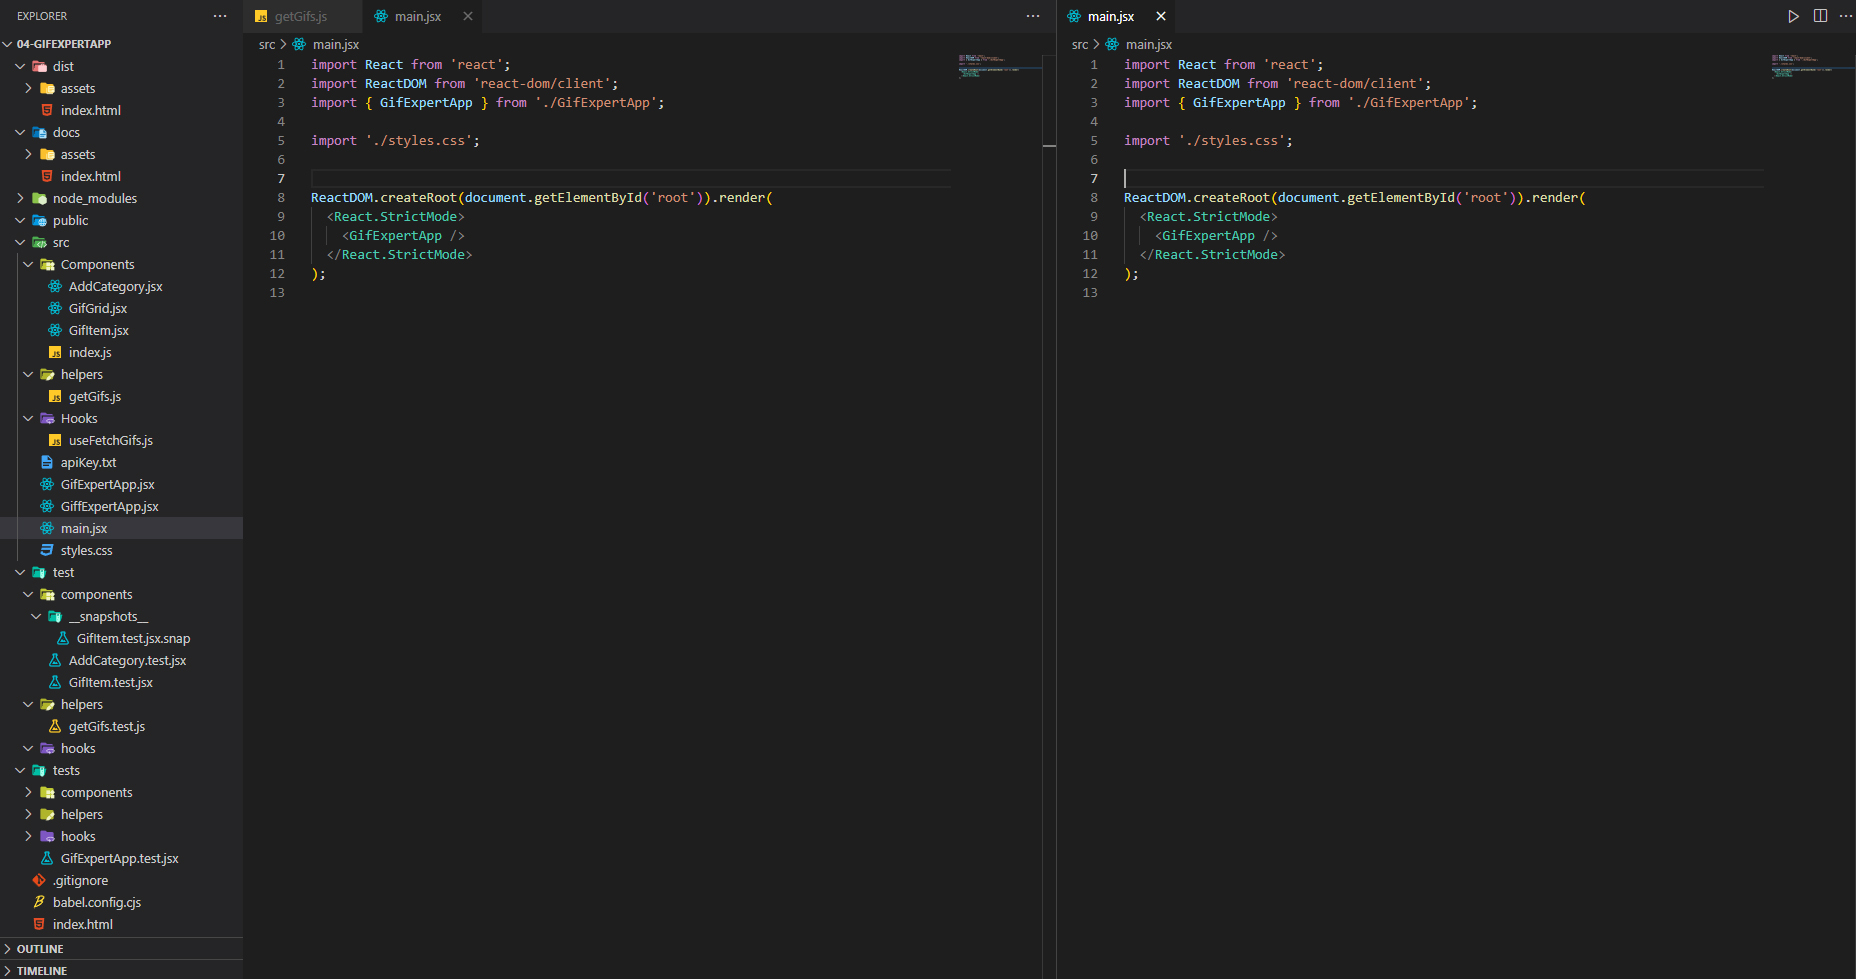 EXPLORER
04-GIFEXPERTAPP
dist
assets
index.html
docs
assets
index.html
node_modules
public
src
Components
AddCategory.jsx
GifGrid.jsx
GifItem.jsx
index.js
helpers
getGifs.js
Hooks
useFetchGifs.js
apiKey.txt
GifExpertApp.jsx
GiffExpertApp.jsx
main.jsx
styles.css
test
components
__snapshots__
GifItem.test.jsx.snap
AddCategory.test.jsx
GifItem.test.jsx
helpers
getGifs.test.js
hooks
tests
components
helpers
hooks
GifExpertApp.test.jsx
.gitignore
babel.config.cjs
index.html
OUTLINE
TIMELINE
JS getGifs.js
main.jsx
src > main.jsx
1 import React from 'react';
2 import ReactDOM from 'react-dom/client';
3 import { GifExpertApp } from './GifExpertApp';
4
5 import './styles.css';
6
7
8 ReactDOM.createRoot(document.getElementById('root')).render(
9 <React.StrictMode>
10 <GifExpertApp />
11 </React.StrictMode>
12 );
13
main.jsx
src > main.jsx
1 import React from 'react';
2 import ReactDOM from 'react-dom/client';
3 import { GifExpertApp } from './GifExpertApp';
4
5 import './styles.css';
6
7
8 ReactDOM.createRoot(document.getElementById('root')).render(
9 <React.StrictMode>
10 <GifExpertApp />
11 </React.StrictMode>
12 );
13